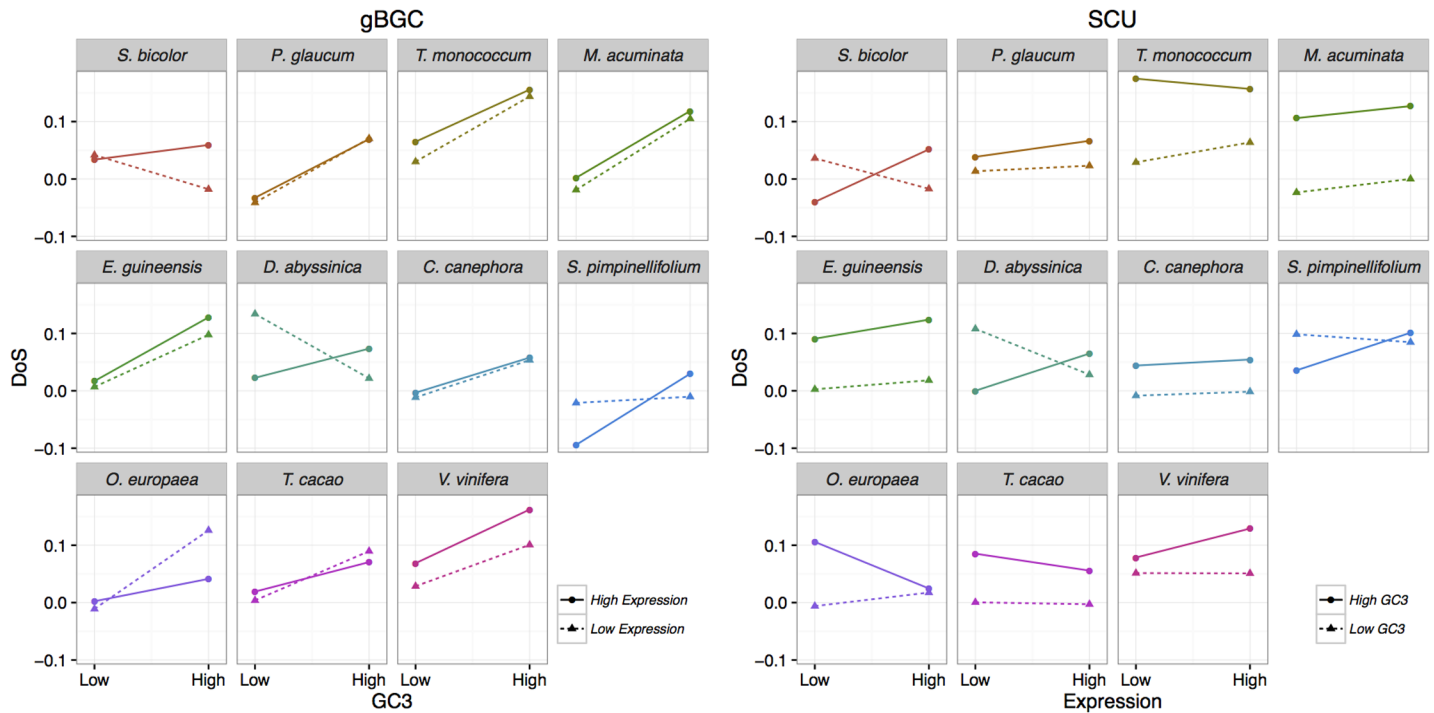 gBGC
SCU
S. bicolor
P. glaucum
T. monococcum
M. acuminata
S. bicolor
P. glaucum
T. monococcum
M. acuminata
0.1
0.0
−0.1
0.1
0.0
−0.1
E. guineensis
D. abyssinica
C. canephora
S. pimpinellifolium
E. guineensis
D. abyssinica
C. canephora
S. pimpinellifolium
DoS
0.1
0.0
−0.1
DoS
0.1
0.0
−0.1
O. europaea
T. cacao
V. vinifera
O. europaea
T. cacao
V. vinifera
0.1
0.0
−0.1
0.1
0.0
−0.1
High Expression
Low Expression
High GC3
Low GC3
Low High Low High Low High
Low High Low High Low High
GC3
Expression